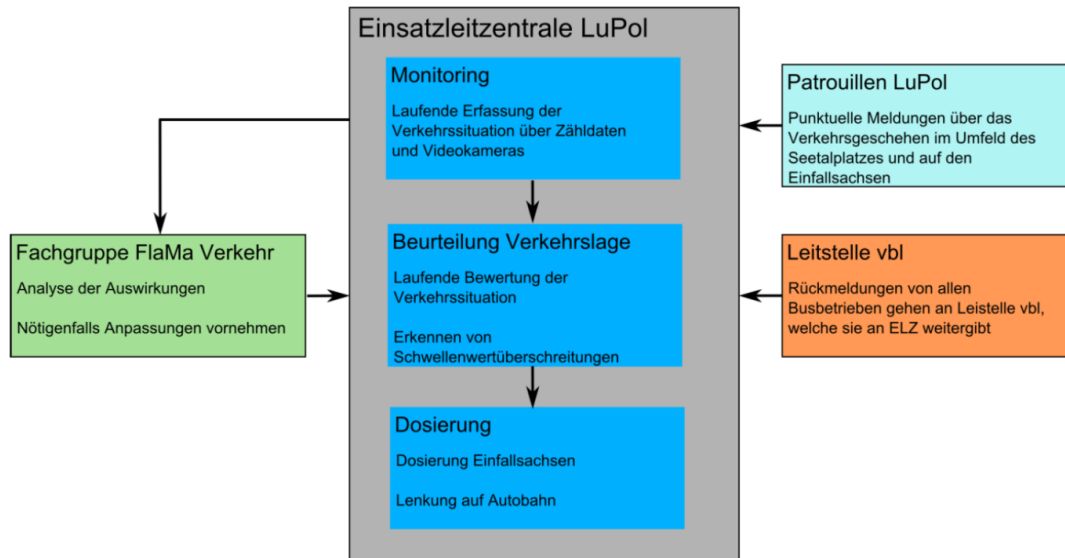 Einsatzleitzentrale LuPol
Monitoring
Laufende Erfassung der
Verkehrssituation über Zähldaten
und Videokameras
Patrouillen LuPol
Punktuelle Meldungen über das
Verkehrsgeschehen im Umfeld des
Seetalplatzes und auf den
Einfallsachsen
Fachgruppe FlaMa Verkehr
Analyse der Auswirkungen
Nötigenfalls Anpassungen vornehmen
Beurteilung Verkehrslage
Laufende Bewertung der
Verkehrssituation
Erkennen von
Schwellenwertüberschreitungen
Leitstelle vbl
Rückmeldungen von allen
Busbetrieben gehen an Leistelle vbl,
welche sie an ELZ weitergibt
Dosierung
Dosierung Einfallsachsen
Lenkung auf Autobahn